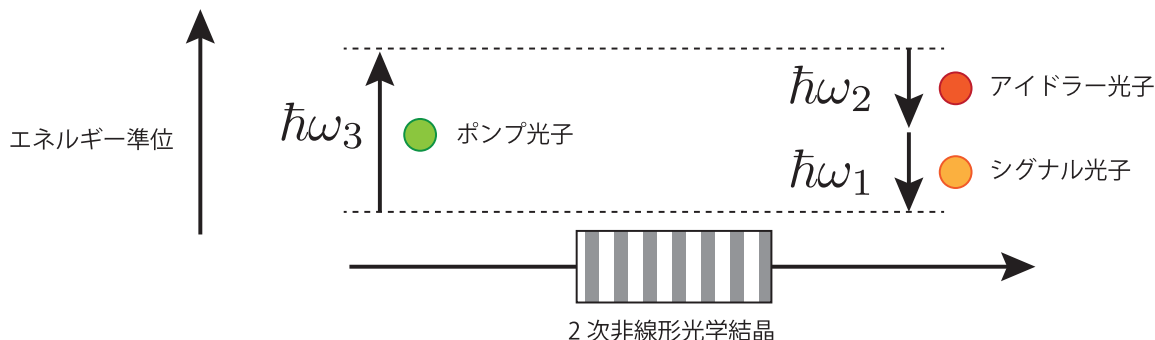 エネルギー準位
ħω3
ポンプ光子
ħω2
アイドラー光子
ħω1
シグナル光子
2 次非線形光学結晶